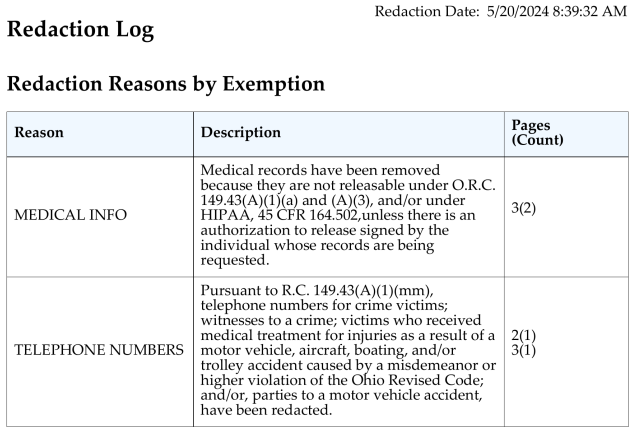 Redaction Date: 5/20/2024 8:39:32 AM
Redaction Log
Redaction Reasons by Exemption
Reason
Description
Pages
(Count)
MEDICAL INFO
Medical records have been removed
because they are not releasable under O.R.C.
149.43(A)(1)(a) and (A)(3), and/or under
HIPAA, 45 CFR 164.502,unless there is an
authorization to release signed by the
individual whose records are being
requested.
3(2)
TELEPHONE NUMBERS
Pursuant to R.C. 149.43(A)(1)(mm),
telephone numbers for crime victims;
witnesses to a crime; victims who received
medical treatment for injuries as a result of a
motor vehicle, aircraft, boating, and/or
trolley accident caused by a misdemeanor or
higher violation of the Ohio Revised Code;
and/or, parties to a motor vehicle accident,
have been redacted.
2(1)
3(1)